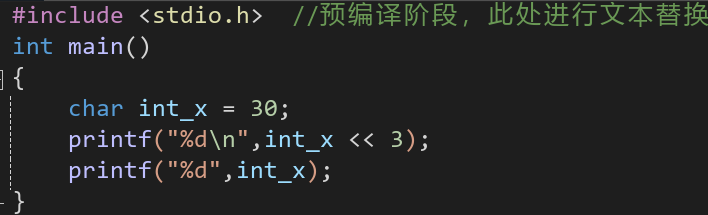 #include <stdio.h>  //预编译阶段，此处进行文本替换
int main()
{
    char int_x = 30;
    printf("%d\n",int_x << 3);
    printf("%d",int_x);
}